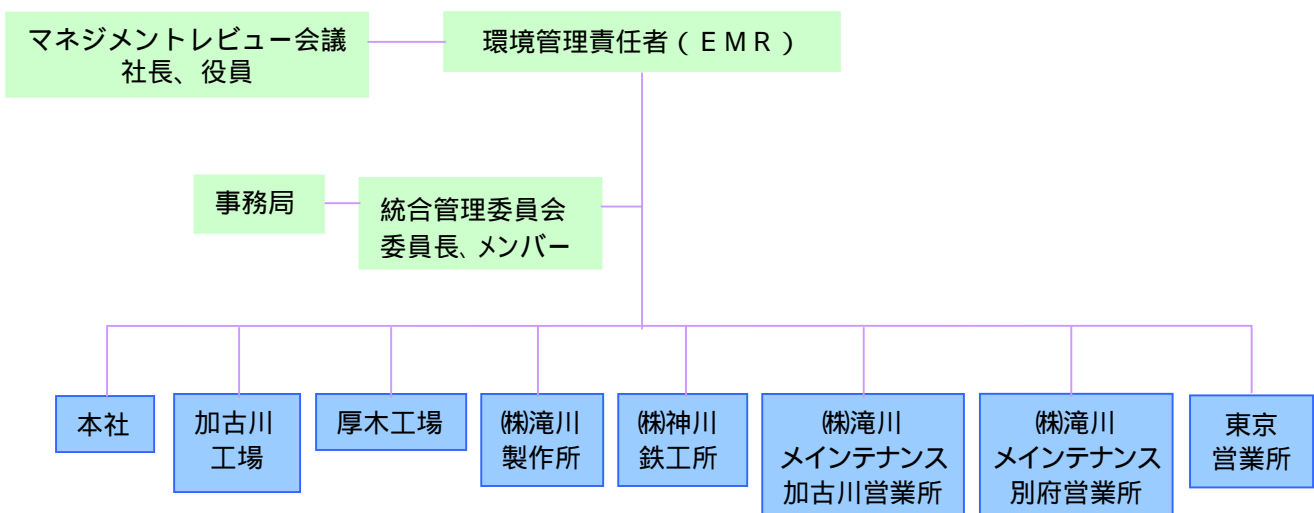 マネジメントレビュー会議
社長、役員
環境管理責任者（ＥＭＲ）
事務局
統合管理委員会
委員長、メンバー
本社
加古川
工場
厚木工場
㈱滝川
製作所
㈱神川
鉄工所
㈱滝川
メインテナンス
加古川営業所
㈱滝川
メインテナンス
別府営業所
東京
営業所